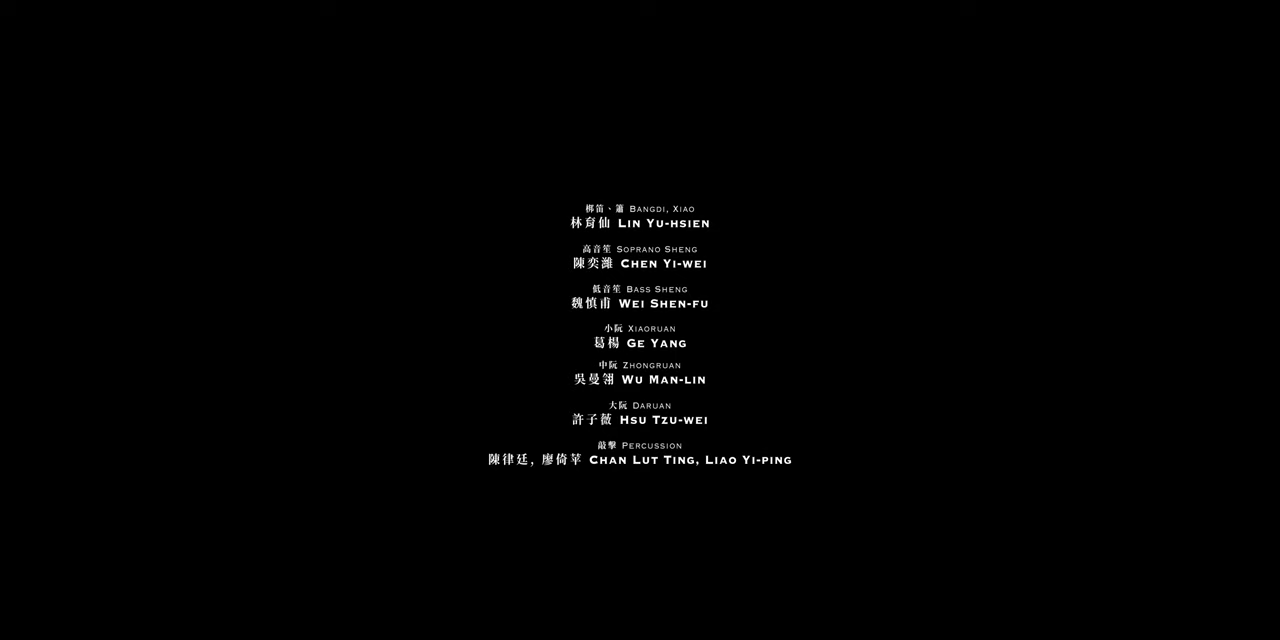 梆笛、簫 BANGDI, XIAO
林育仙 LIN YU-HSIEN
高音笙 SOPRANO SHENG
陳奕濰 CHEN YI-WEI
低音笙 BASS SHENG
魏慎甫 WEI SHEN-FU
小阮 XIAORUAN
葛楊 GE YANG
中阮 ZHONGRUAN
吳曼翎 WU MAN-LIN
大阮 DARUAN
許子薇 HSU TZU-WEI
敲擊 PERCUSSION
陳律廷, 廖倚苹 CHAN LUT TING, LIAO YI-PING